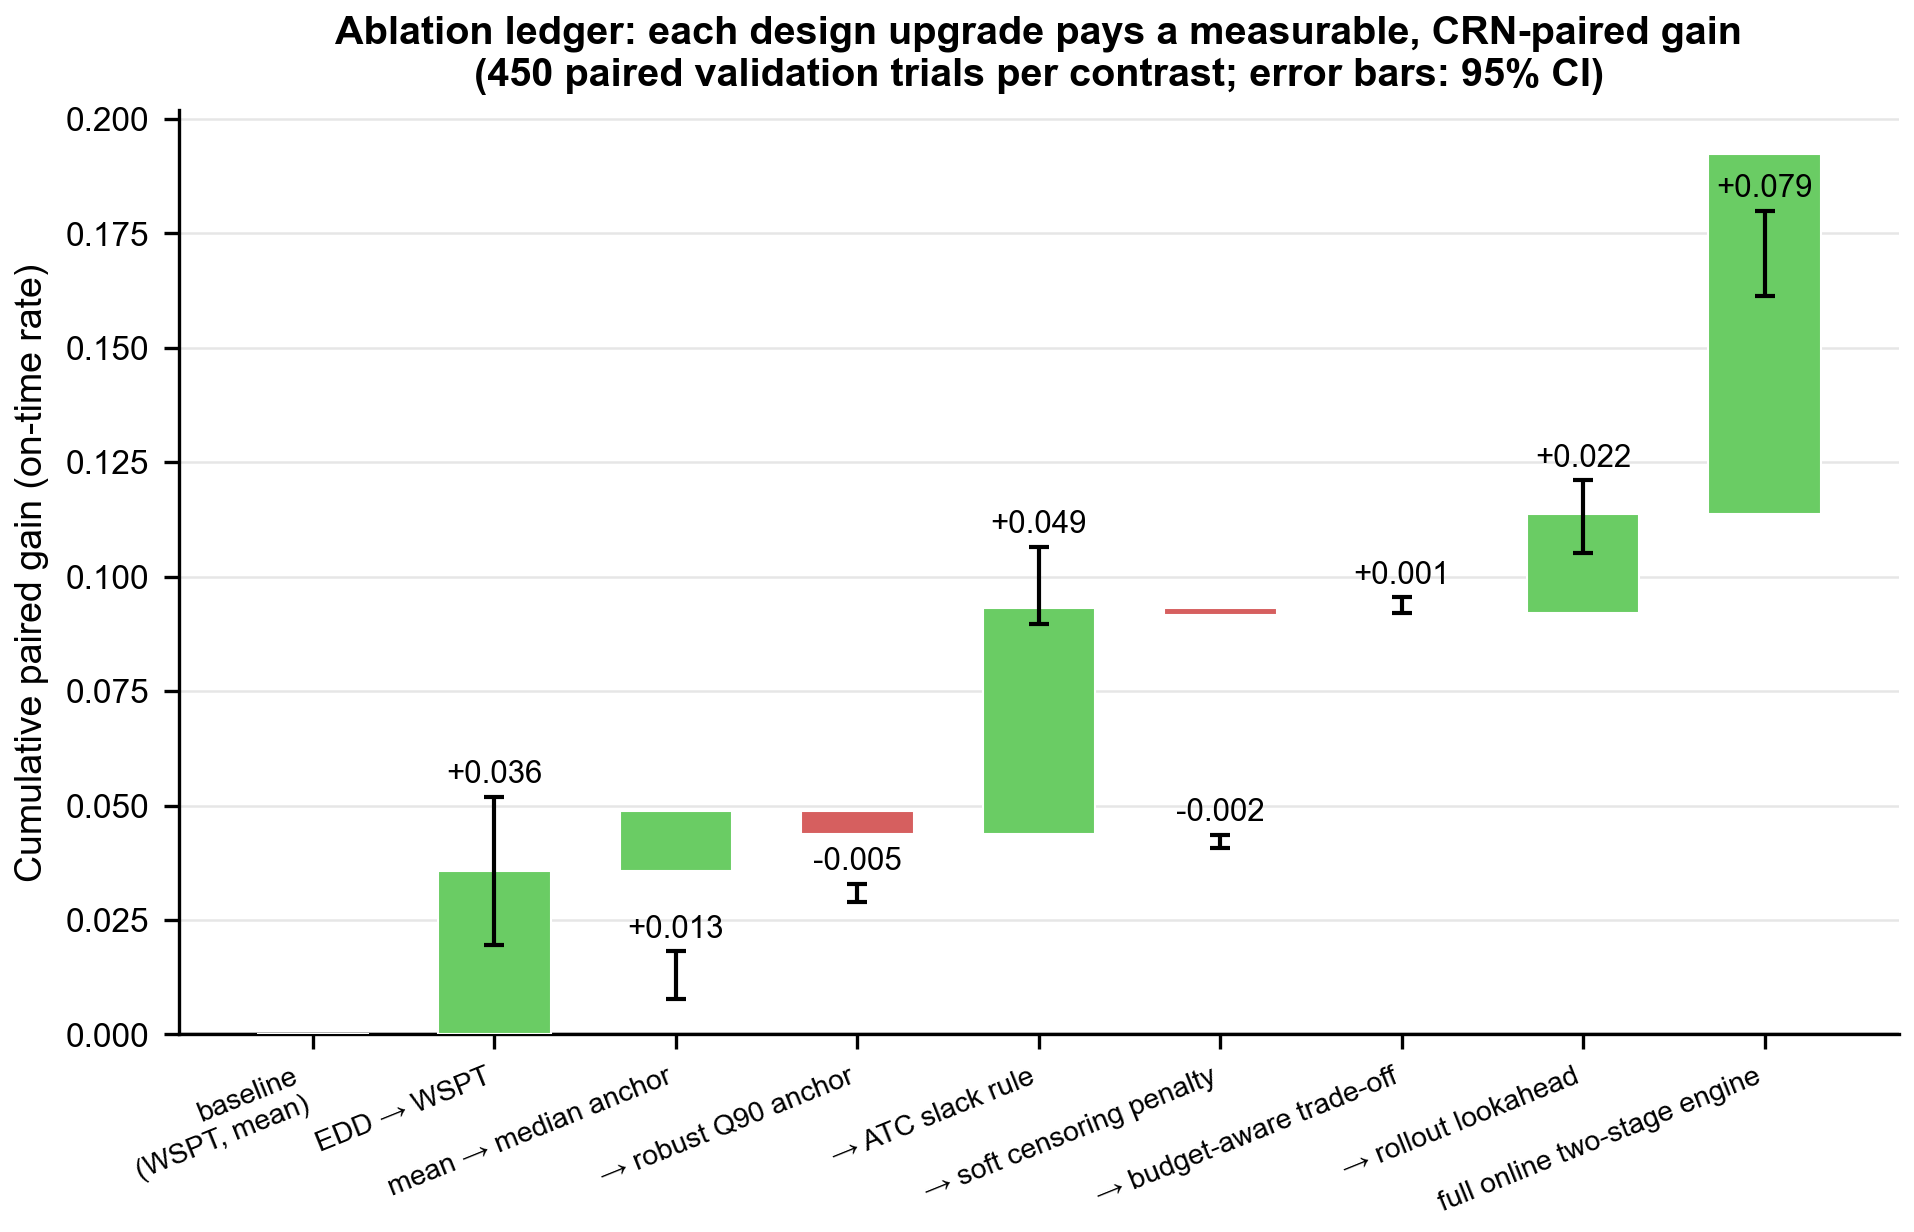 Ablation ledger: each design upgrade pays a measurable, CRN-paired gain
(450 paired validation trials per contrast; error bars: 95% CI)
Cumulative paired gain (on-time rate)
0.200
0.175
0.150
0.125
0.100
0.075
0.050
0.025
0.000
+0.036
+0.013
-0.005
+0.049
-0.002
+0.001
+0.022
+0.079
baseline
(WSPT, mean)
EDD → WSPT
mean → median anchor
→ robust Q90 anchor
→ ATC slack rule
→ soft censoring penalty
→ budget-aware trade-off
→ rollout lookahead
full online two-stage engine